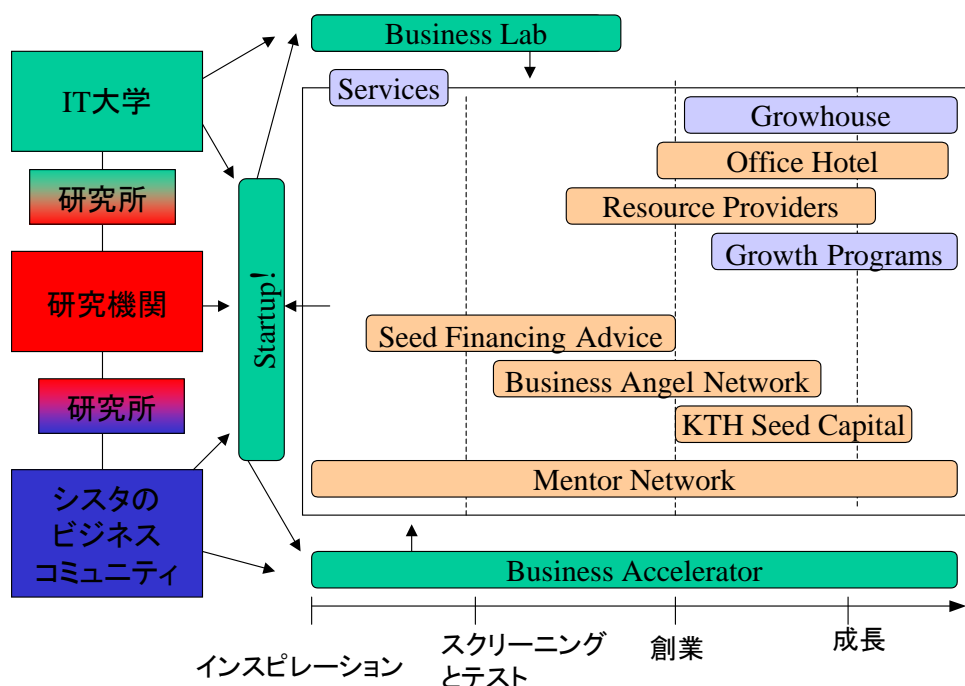 Business Lab
IT大学
Services
Growhouse
Office Hotel
研究所
Resource Providers
Growth Programs
研究機関
Startup!
Seed Financing Advice
Business Angel Network
研究所
KTH Seed Capital
Mentor Network
シスタの
ビジネス
コミュニティ
Business Accelerator
インスピレーション
スクリーニング
とテスト
創業
成長